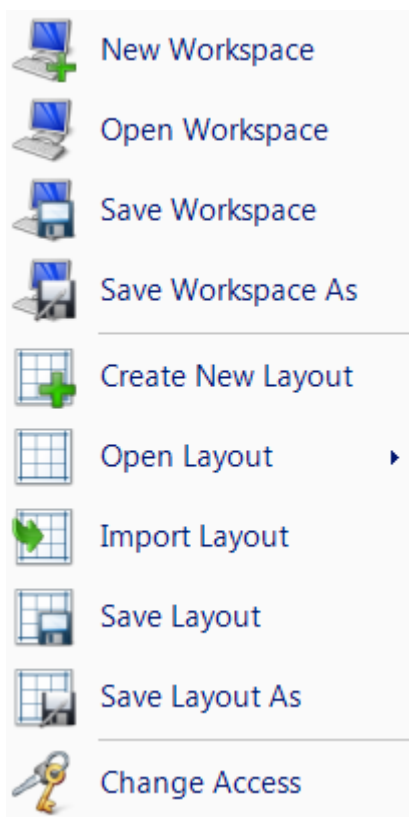 New Workspace
Open Workspace
Save Workspace
Save Workspace As
Create New Layout
Open Layout
Import Layout
Save Layout
Save Layout As
Change Access